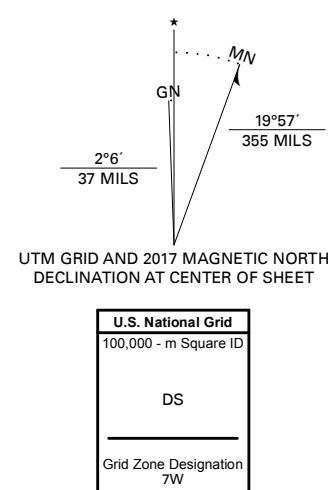 ★
MN
GN
19°57´
355 MILS
2°6´
37 MILS
UTM GRID AND 2017 MAGNETIC NORTH
DECLINATION AT CENTER OF SHEET
U.S. National Grid
100,000 - m Square ID
DS
Grid Zone Designation
7W